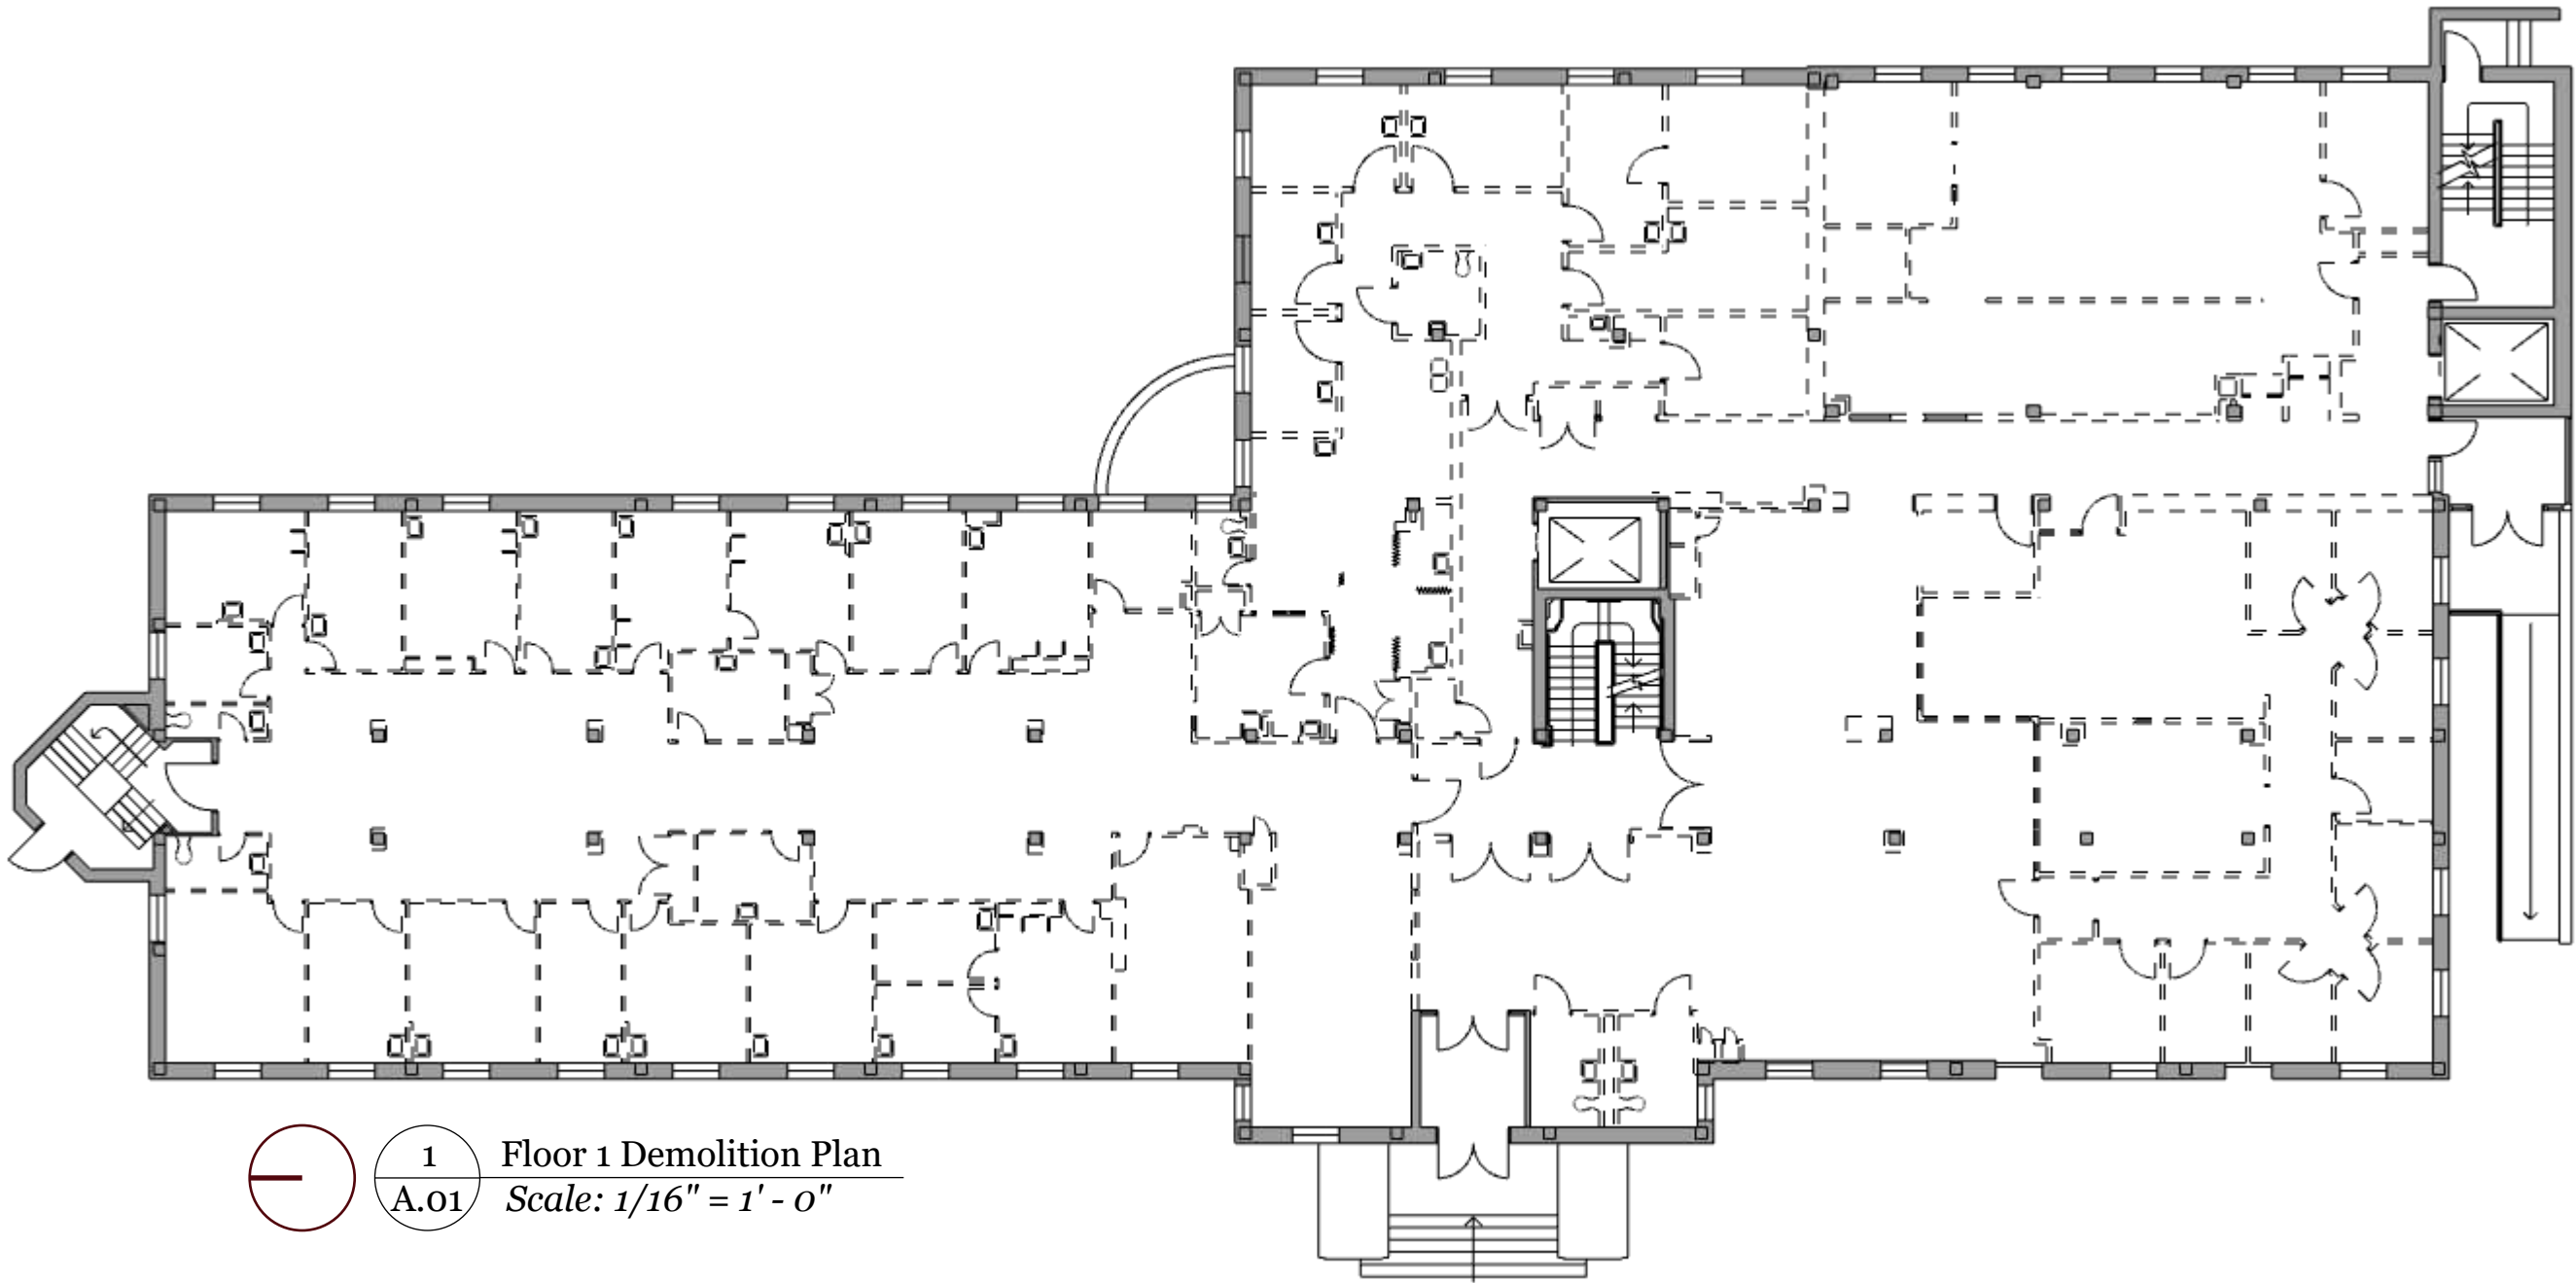 1
Floor 1 Demolition Plan
A.01
Scale: 1/16" = 1' - 0"